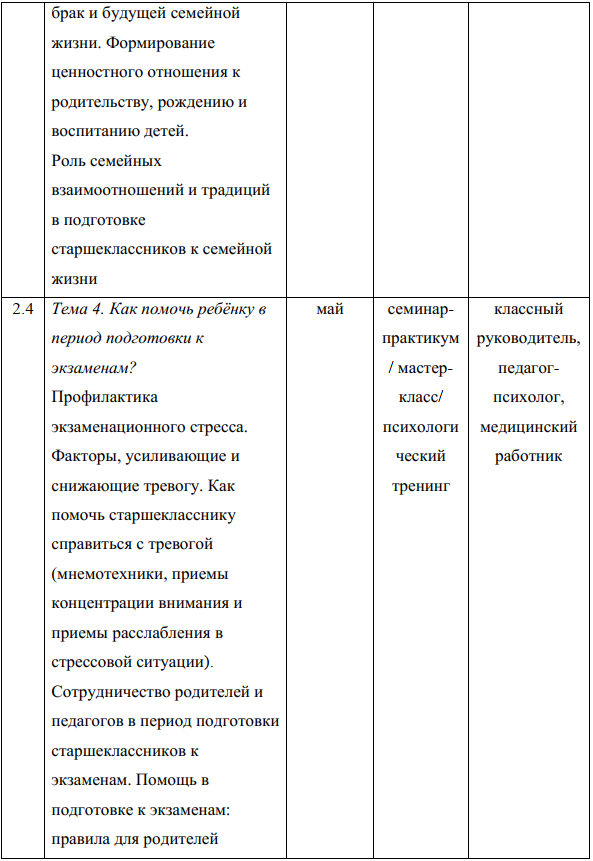 брак и будущей семейной
жизни. Формирование
ценностного отношения к
родительству, рождению и
воспитанию детей.
Роль семейных
взаимоотношений и традиций
в подготовке
старшеклассников к семейной
жизни
2.4
Тема 4. Как помочь ребёнку в
период подготовки к
экзаменам?
Профилактика
экзаменационного стресса.
Факторы, усиливающие и
снижающие тревогу. Как
помочь старшекласснику
справиться с тревогой
(мнемотехники, приемы
концентрации внимания и
приемы расслабления в
стрессовой ситуации).
Сотрудничество родителей и
педагогов в период подготовки
старшеклассников к
экзаменам. Помощь в
подготовке к экзаменам:
правила для родителей
май
семинар-
практикум
/ мастер-
класс/
психологи
ческий
тренинг
классный
руководитель,
педагог-
психолог,
медицинский
работник